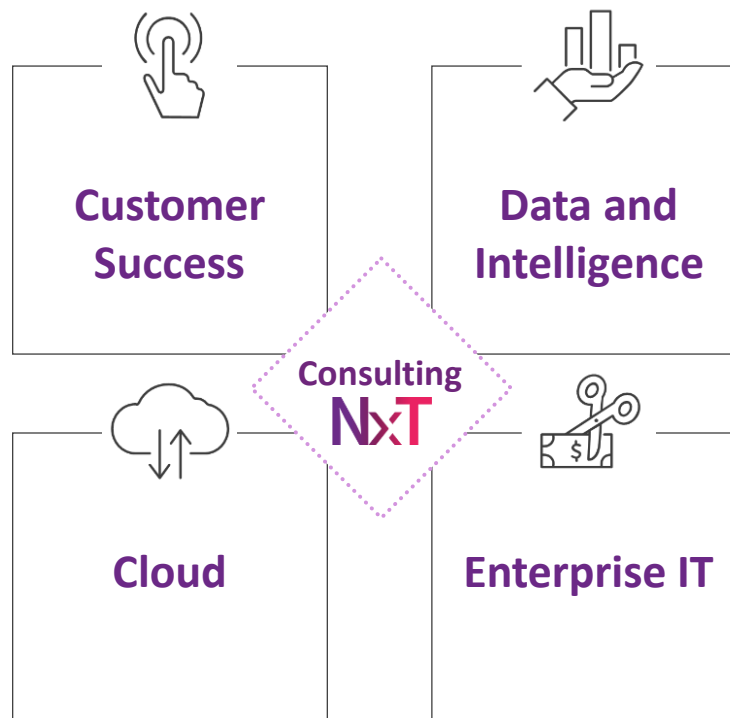 Customer
Success
Data and
Intelligence
Consulting
NxT
$
Cloud
Enterprise IT